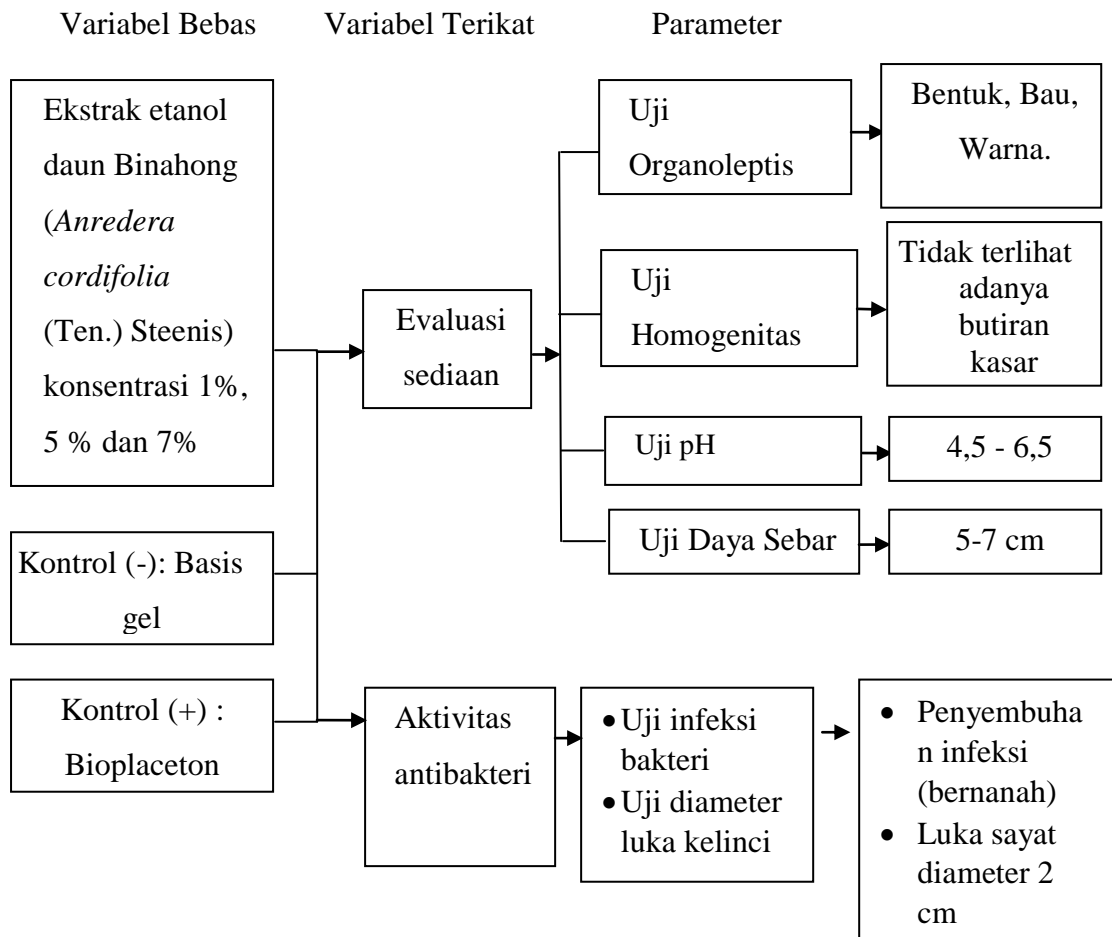 Variabel Bebas Variabel Terikat Parameter
Ekstrak etanol
daun Binahong
(Anredera
cordifolia
(Ten.) Steenis)
konsentrasi 1%,
5 % dan 7%
Kontrol (-): Basis
gel
Kontrol (+) :
Bioplaceton
Evaluasi
sediaan
Uji
Organoleptis
Bentuk, Bau,
Warna.
Uji
Homogenitas
Tidak terlihat
adanya
butiran
kasar
Uji pH
4,5 - 6,5
Uji Daya Sebar
5-7 cm
Aktivitas
antibakteri
• Uji infeksi
bakteri
• Uji diameter
luka kelinci
• Penyembuha
n infeksi
(bernanah)
• Luka sayat
diameter 2
cm